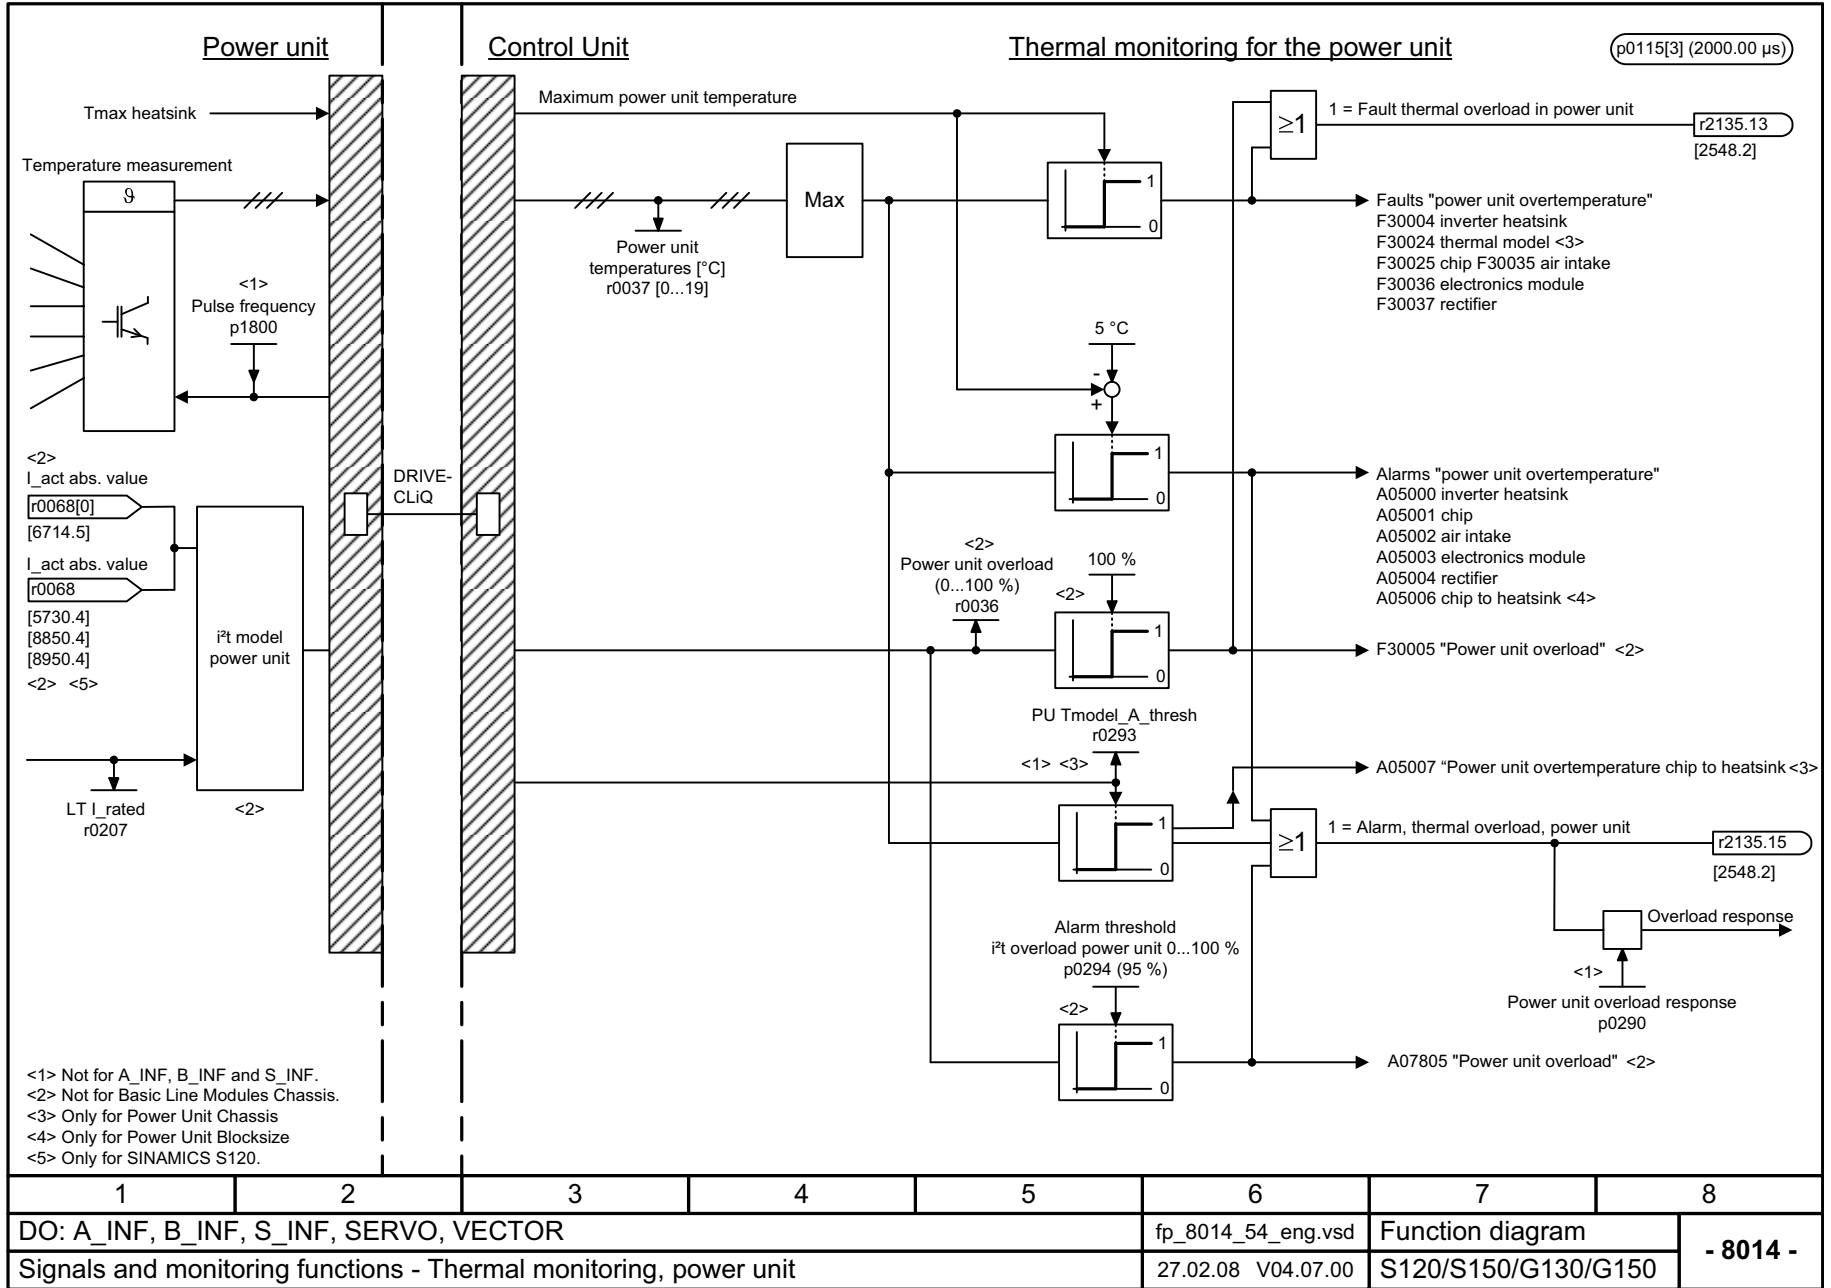 Power unit
Control Unit
Thermal monitoring for the power unit
p0115[3] (2000.00 µs)
Tmax heatsink
Maximum power unit temperature
≥1
1 = Fault thermal overload in power unit
r2135.13
[2548.2]
Temperature measurement
ϑ
Max
1
0
Faults "power unit overtemperature"
F30004 inverter heatsink
F30024 thermal model <3>
F30025 chip F30035 air intake
F30036 electronics module
F30037 rectifier
Power unit
temperatures [°C]
r0037 [0...19]
<1>
Pulse frequency
p1800
5 °C
-
+
1
0
Alarms "power unit overtemperature"
A05000 inverter heatsink
A05001 chip
A05002 air intake
A05003 electronics module
A05004 rectifier
A05006 chip to heatsink <4>
<2>
I_act abs. value
r0068[0]
[6714.5]
I_act abs. value
r0068
[5730.4]
[8850.4]
[8950.4]
<2> <5>
i²t model
power unit
DRIVE-
CLiQ
<2>
Power unit overload
(0...100 %)
r0036
100 %
<2>
1
0
F30005 "Power unit overload" <2>
LT I_rated
r0207
<2>
PU Tmodel_A_thresh
r0293
<1> <3>
1
0
A05007 “Power unit overtemperature chip to heatsink <3>
≥1
1 = Alarm, thermal overload, power unit
r2135.15
[2548.2]
Overload response
<1>
Power unit overload response
p0290
Alarm threshold
i²t overload power unit 0...100 %
p0294 (95 %)
<2>
1
0
A07805 "Power unit overload" <2>
<1> Not for A_INF, B_INF and S_INF.
<2> Not for Basic Line Modules Chassis.
<3> Only for Power Unit Chassis
<4> Only for Power Unit Blocksize
<5> Only for SINAMICS S120.
1 2 3 4 5 6 7 8
DO: A_INF, B_INF, S_INF, SERVO, VECTOR
fp_8014_54_eng.vsd
Function diagram
- 8014 -
Signals and monitoring functions - Thermal monitoring, power unit
27.02.08 V04.07.00
S120/S150/G130/G150